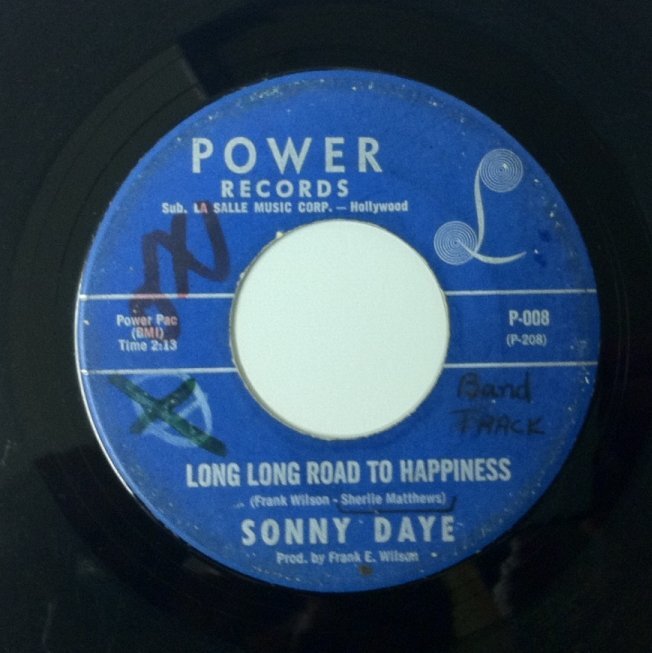 POWER
RECORDS
Sub. LA SALLE MUSIC CORP. — Hollywood
Power Pac
(BMI)
Time 2:13
P-008
(P-208)
Band
TRACK
LONG LONG ROAD TO HAPPINESS
(Frank Wilson - Sherlie Matthews)
SONNY DAYE
Prod. by Frank E. Wilson